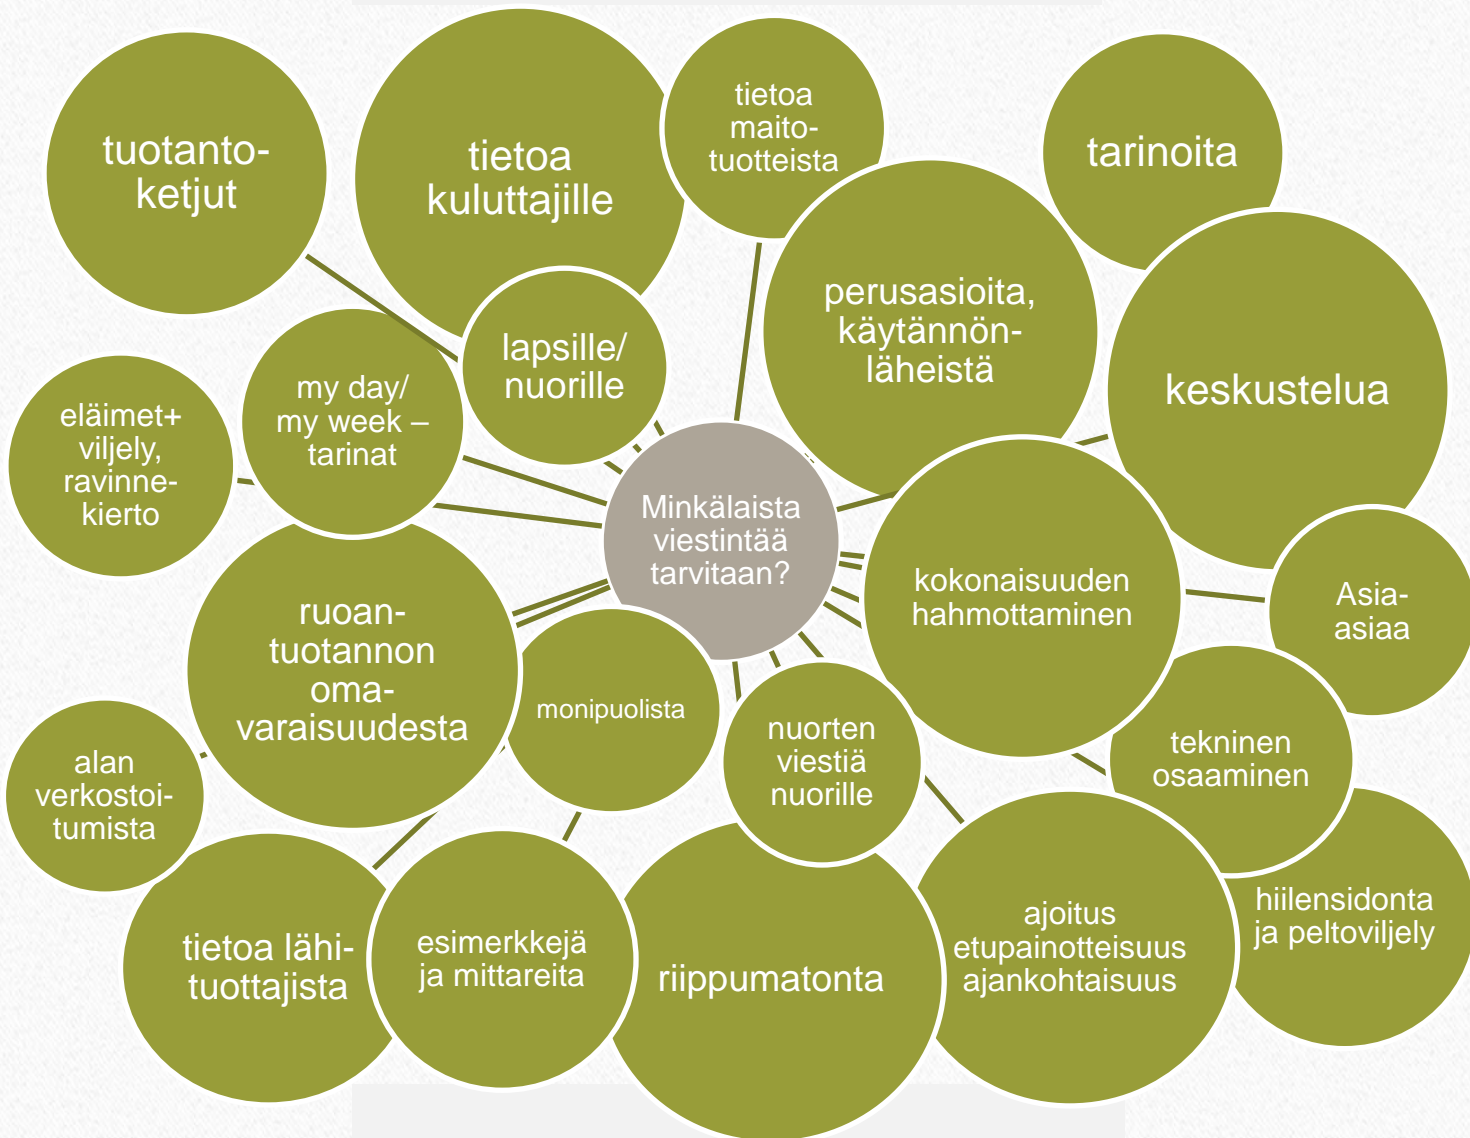 tuotanto-
ketjut
tietoa
kuluttajille
tietoa
maito-
tuotteista
tarinoita
perusasioita,
käytännön-
läheistä
keskustelua
lapsille/
nuorille
my day/
my week –
tarinat
eläimet+
viljely,
ravinne-
kierto
Minkälaista
viestintää
tarvitaan?
kokonaisuuden
hahmottaminen
Asia-
asiaa
ruoan-
tuotannon
oma-
varaisuudesta
monipuolista
nuorten
viestiä
nuorille
tekninen
osaaminen
alan
verkostoi-
tumista
tietoa lähi-
tuottajista
esimerkkejä
ja mittareita
riippumatonta
ajoitus
etupainotteisuus
ajankohtaisuus
hiilensidonta
ja peltoviljely